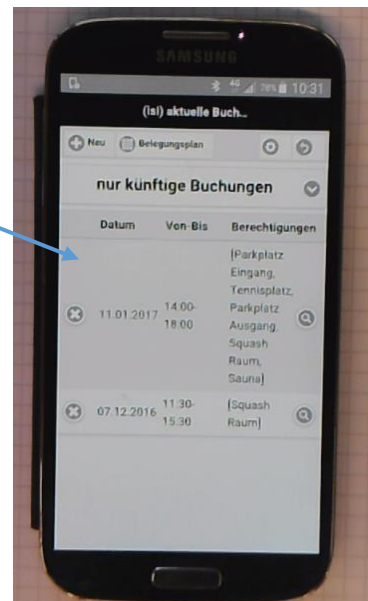 SAMSUNG
4G 78% 10:31
(isi) aktuelle Buch...
Neu Belegungsplan
nur künftige Buchungen
Datum Von-Bis Berechtigungen
11.01.2017 14:00-
18:00 [Parkplatz
Eingang,
Tennisplatz,
Parkplatz
Ausgang,
Squash
Raum,
Sauna]
07.12.2016 11:30-
15:30 [Squash
Raum]